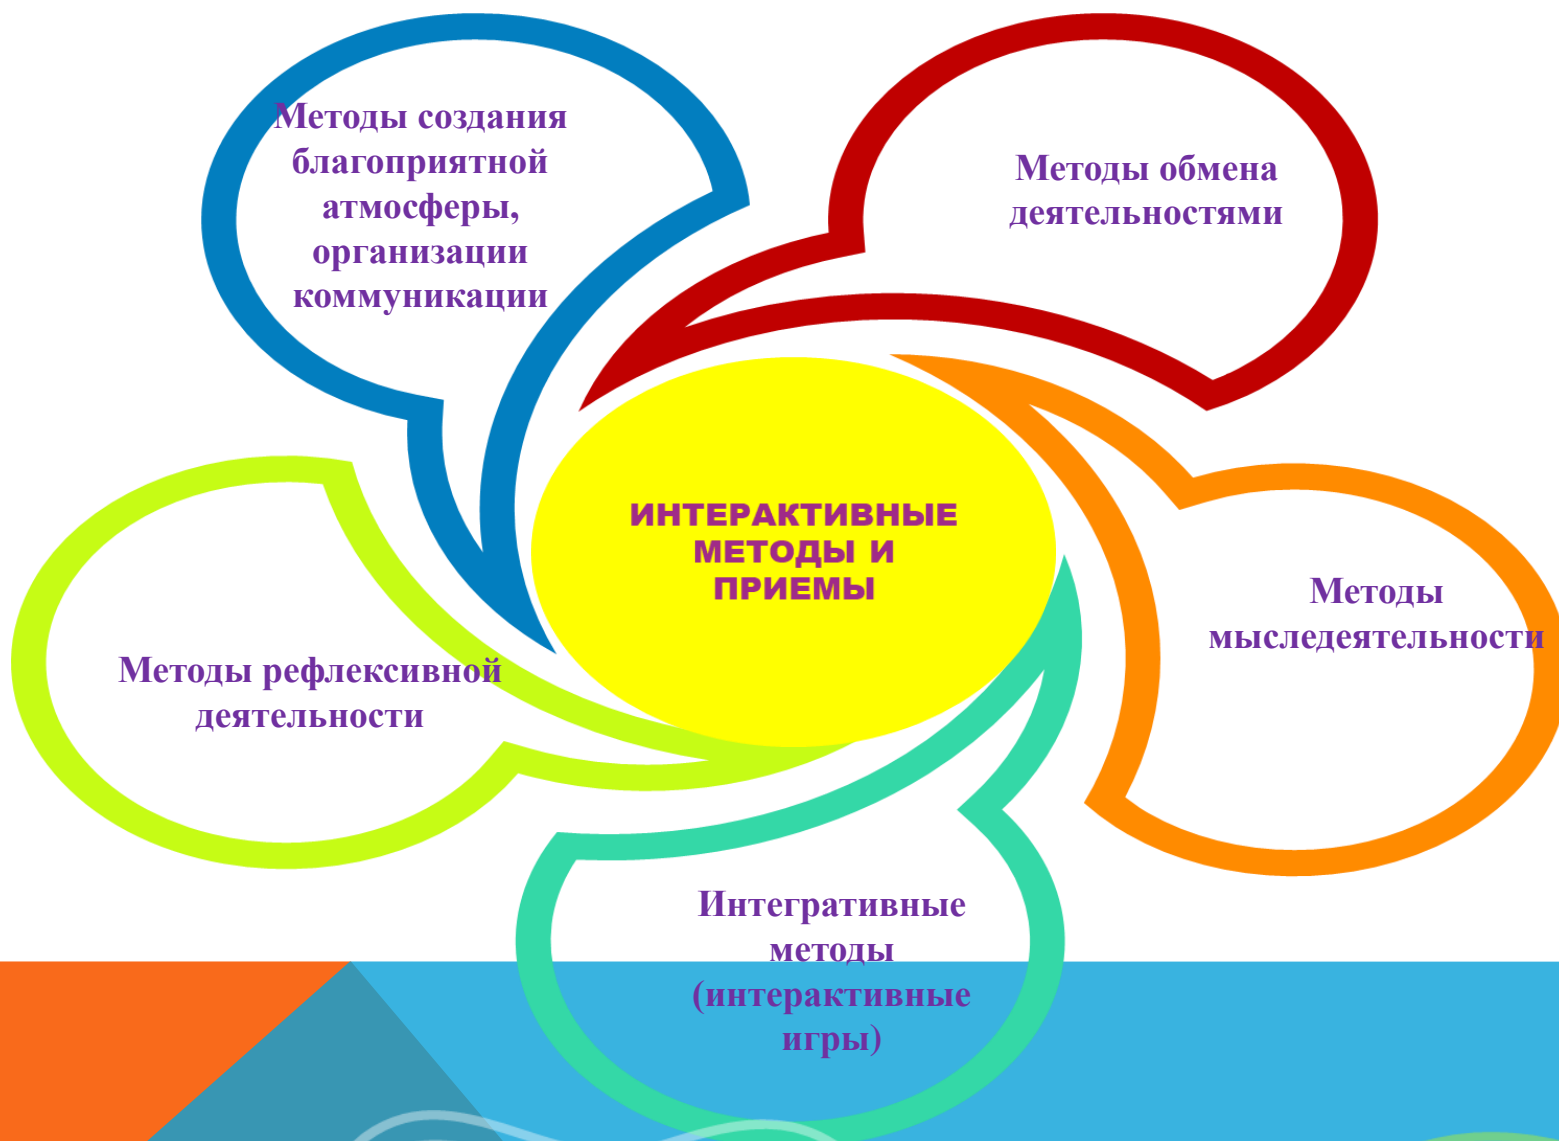 Методы создания
благоприятной
атмосферы,
организации
коммуникации
Методы обмена
деятельностями
ИНТЕРАКТИВНЫЕ
МЕТОДЫ И
ПРИЕМЫ
Методы
мыследеятельности
Методы рефлексивной
деятельности
Интегративные
методы
(интерактивные
игры)